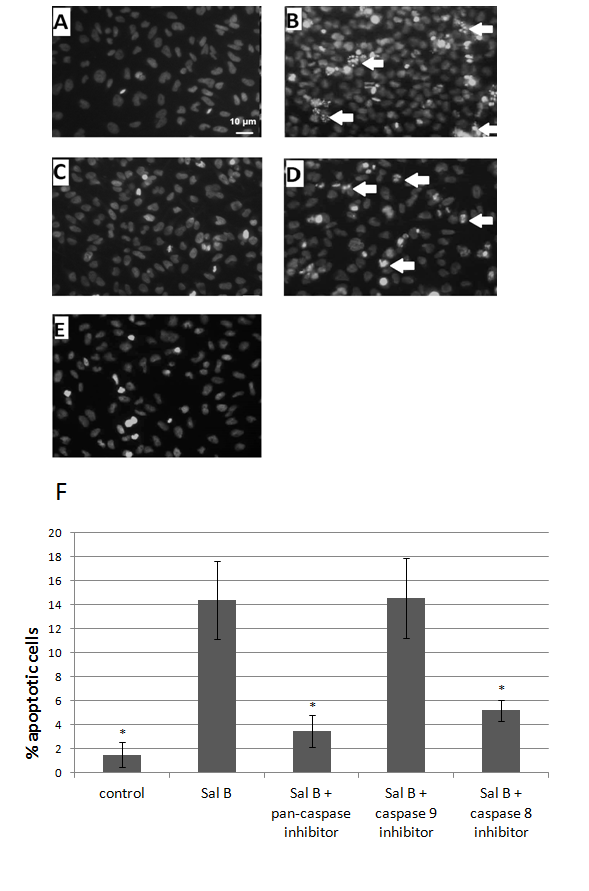 A
B
10 µm
C
D
E
F
20
18
16
14
12
10
8
6
4
2
0
% apoptotic cells
*
*
*
control
Sal B
Sal B +
pan-caspase
inhibitor
Sal B +
caspase 9
inhibitor
Sal B +
caspase 8
inhibitor